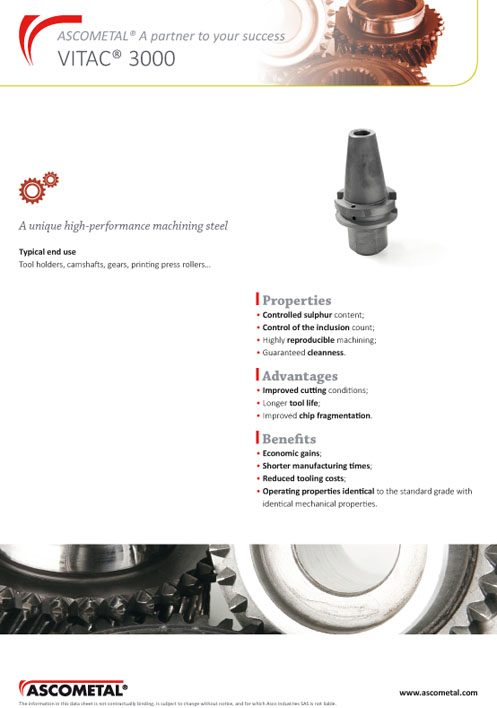 ASCOMETAL® A partner to your success
VITAC® 3000
A unique high-performance machining steel
Typical end use
Tool holders, camshafts, gears, printing press rollers...
Properties
• Controlled sulphur content;
• Control of the inclusion count;
• Highly reproducible machining;
• Guaranteed cleanness.
Advantages
• Improved cutting conditions;
• Longer tool life;
• Improved chip fragmentation.
Benefits
• Economic gains;
• Shorter manufacturing times;
• Reduced tooling costs;
• Operating properties identical to the standard grade with
identical mechanical properties.
ASCOMETAL®
www.ascometal.com
The information in this data sheet is not contractually binding, is subject to change without notice, and for which Asco Industries SAS is not liable.